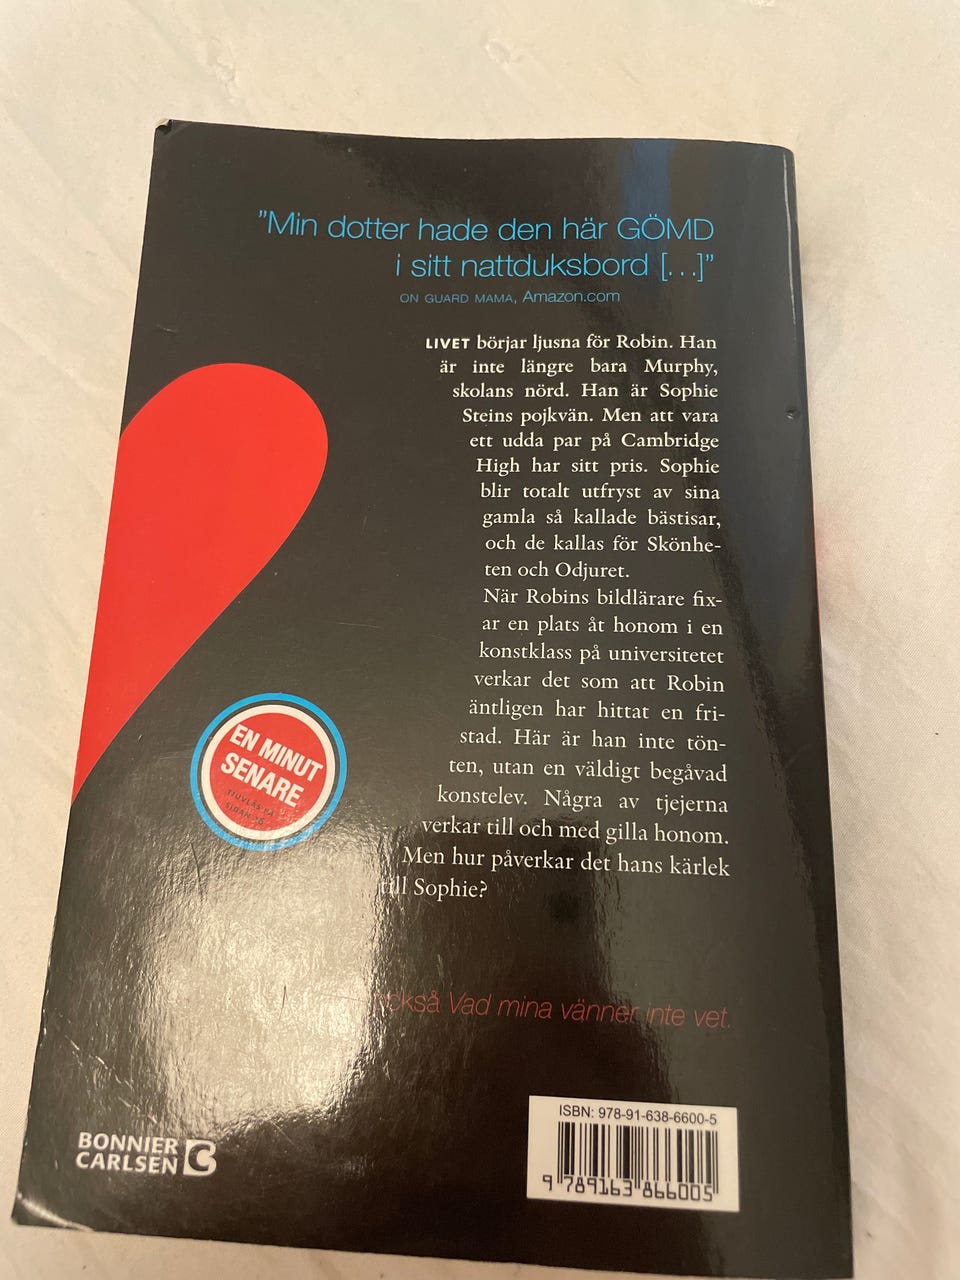 ”Min dotter hade den här GÖMD
i sitt nattduksbord [...]”
ON GUARD MAMA, Amazon.com
LIVET börjar ljusna för Robin. Han
är inte längre bara Murphy,
skolans nörd. Han är Sophie
Steins pojkvän. Men att vara
ett udda par på Cambridge
High har sitt pris. Sophie
blir totalt utfryst av sina
gamla så kallade bästisar,
och de kallas för Skönhe-
ten och Odjuret.
När Robins bildlärare fix-
ar en plats åt honom i en
konstklass på universitetet
verkar det som att Robin
äntligen har hittat en fri-
stad. Här är han inte tön-
ten, utan en väldigt begåvad
konstelev. Några av tjejerna
verkar till och med gilla honom.
Men hur påverkar det hans kärlek
till Sophie?
EN MINUT
SENARE
TJUVLÄS PÅ
SIDAN
också Vad mina vänner inte vet.
BONNIER
CARLSEN
ISBN: 978-91-638-6600-5
9 789163 866005